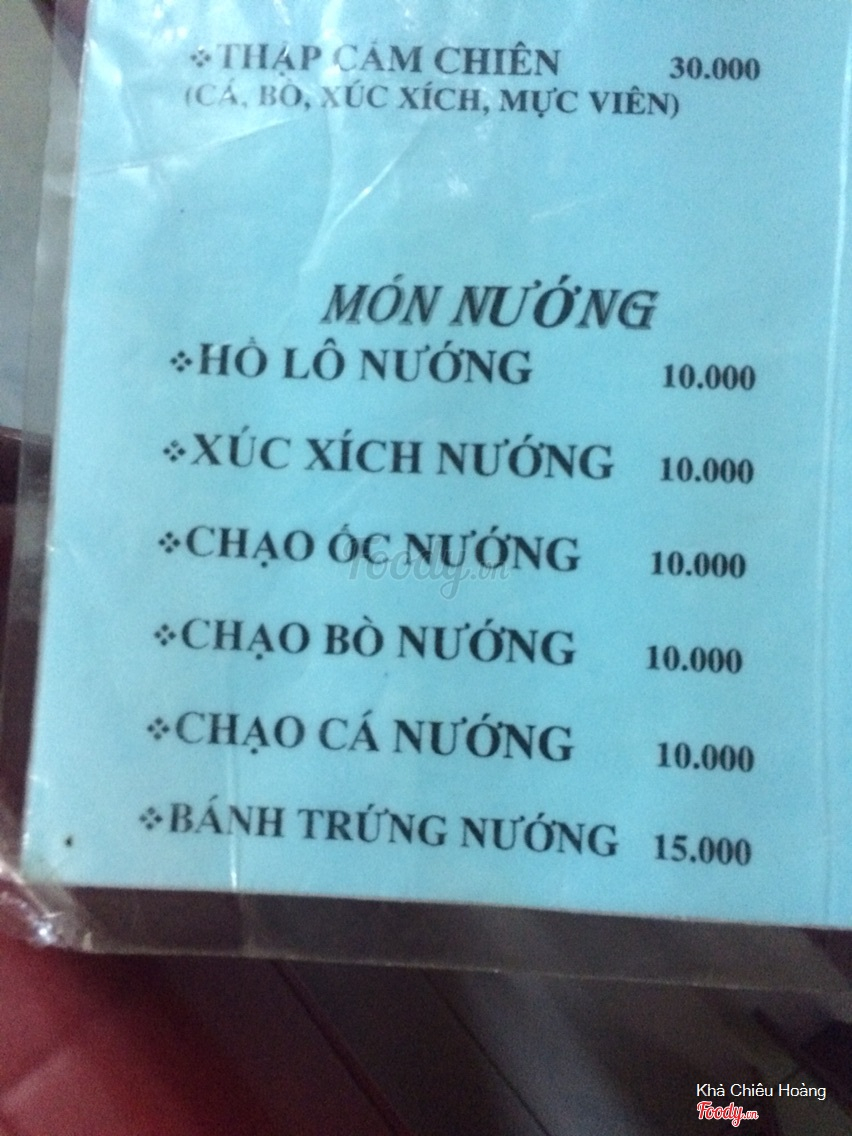 ❖THẬP CẨM CHIÊN 30.000
(CÁ, BÒ, XÚC XÍCH, MỰC VIÊN)
MÓN NƯỚNG
❖HỒ LÔ NƯỚNG 10.000
❖XÚC XÍCH NƯỚNG 10.000
❖CHẠO ỐC NƯỚNG 10.000
❖CHẠO BÒ NƯỚNG 10.000
❖CHẠO CÁ NƯỚNG 10.000
❖BÁNH TRỨNG NƯỚNG 15.000
Foody.vn
Khả Chiêu Hoàng
Foody.vn